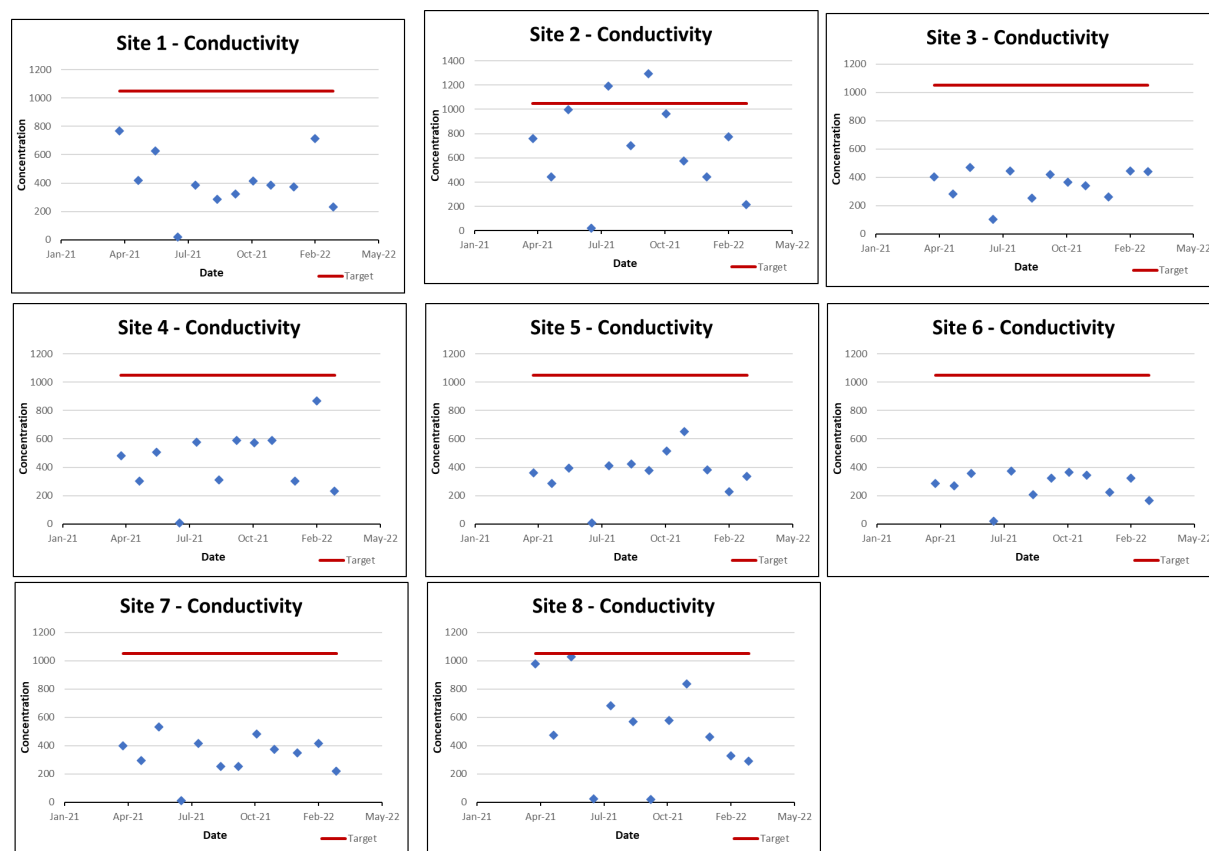 Site 1 - Conductivity
1200
1000
800
600
400
200
0
Concentration
Jan-21 Apr-21 Jul-21 Oct-21 Feb-22 May-22
Date
Target
Site 2 - Conductivity
1400
1200
1000
800
600
400
200
0
Concentration
Jan-21 Apr-21 Jul-21 Oct-21 Feb-22 May-22
Date
Target
Site 3 - Conductivity
1200
1000
800
600
400
200
0
Concentration
Jan-21 Apr-21 Jul-21 Oct-21 Feb-22 May-22
Date
Target
Site 4 - Conductivity
1200
1000
800
600
400
200
0
Concentration
Jan-21 Apr-21 Jul-21 Oct-21 Feb-22 May-22
Date
Target
Site 5 - Conductivity
1200
1000
800
600
400
200
0
Concentration
Jan-21 Apr-21 Jul-21 Oct-21 Feb-22 May-22
Date
Target
Site 6 - Conductivity
1200
1000
800
600
400
200
0
Concentration
Jan-21 Apr-21 Jul-21 Oct-21 Feb-22 May-22
Date
Target
Site 7 - Conductivity
1200
1000
800
600
400
200
0
Concentration
Jan-21 Apr-21 Jul-21 Oct-21 Feb-22 May-22
Date
Target
Site 8 - Conductivity
1200
1000
800
600
400
200
0
Concentration
Jan-21 Apr-21 Jul-21 Oct-21 Feb-22 May-22
Date
Target